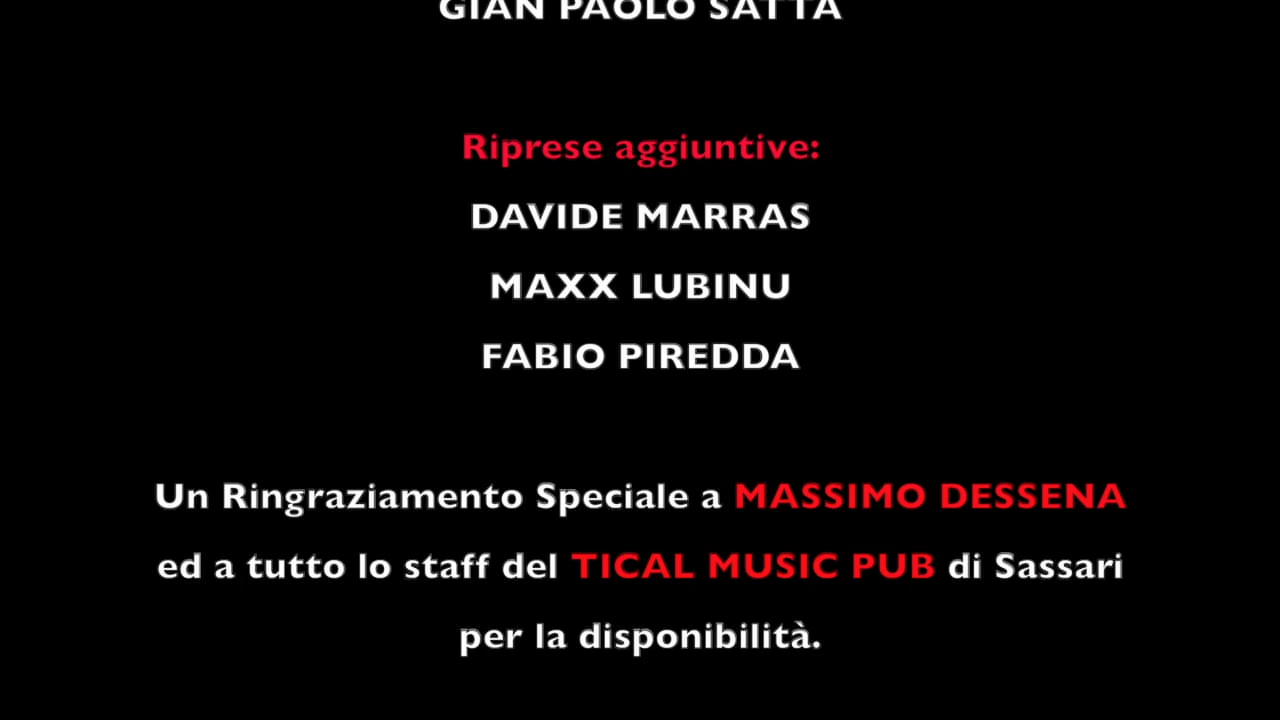 GIAN PAOLO SATTA
Riprese aggiuntive:
DAVIDE MARRAS
MAXX LUBINU
FABIO PIREDDA
Un Ringraziamento Speciale a MASSIMO DESSENA
ed a tutto lo staff del TICAL MUSIC PUB di Sassari
per la disponibilità.